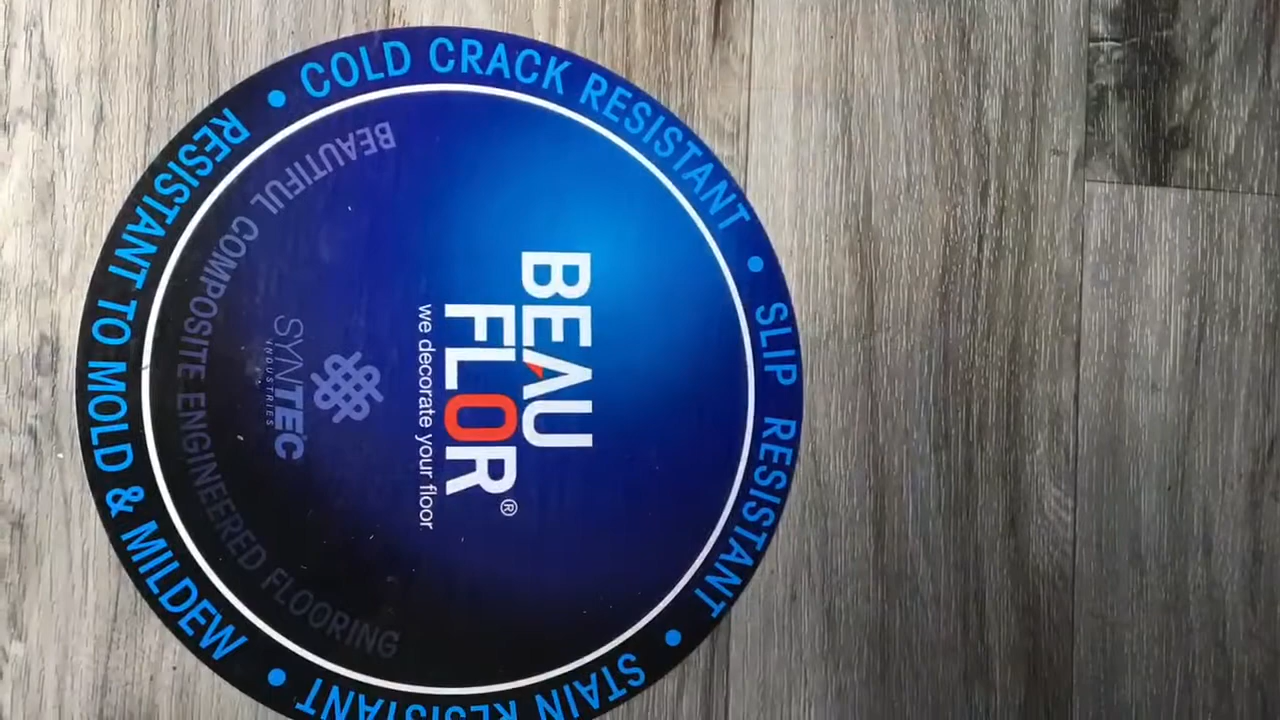 COLD CRACK RESISTANT • SLIP RESISTANT • STAIN RESISTANT • RESISTANT TO MOLD & MILDEW •
BEAU
FLOR®
we decorate your floor
SYNTEC
INDUSTRIES
BEAUTIFUL COMPOSITE ENGINEERED FLOORING